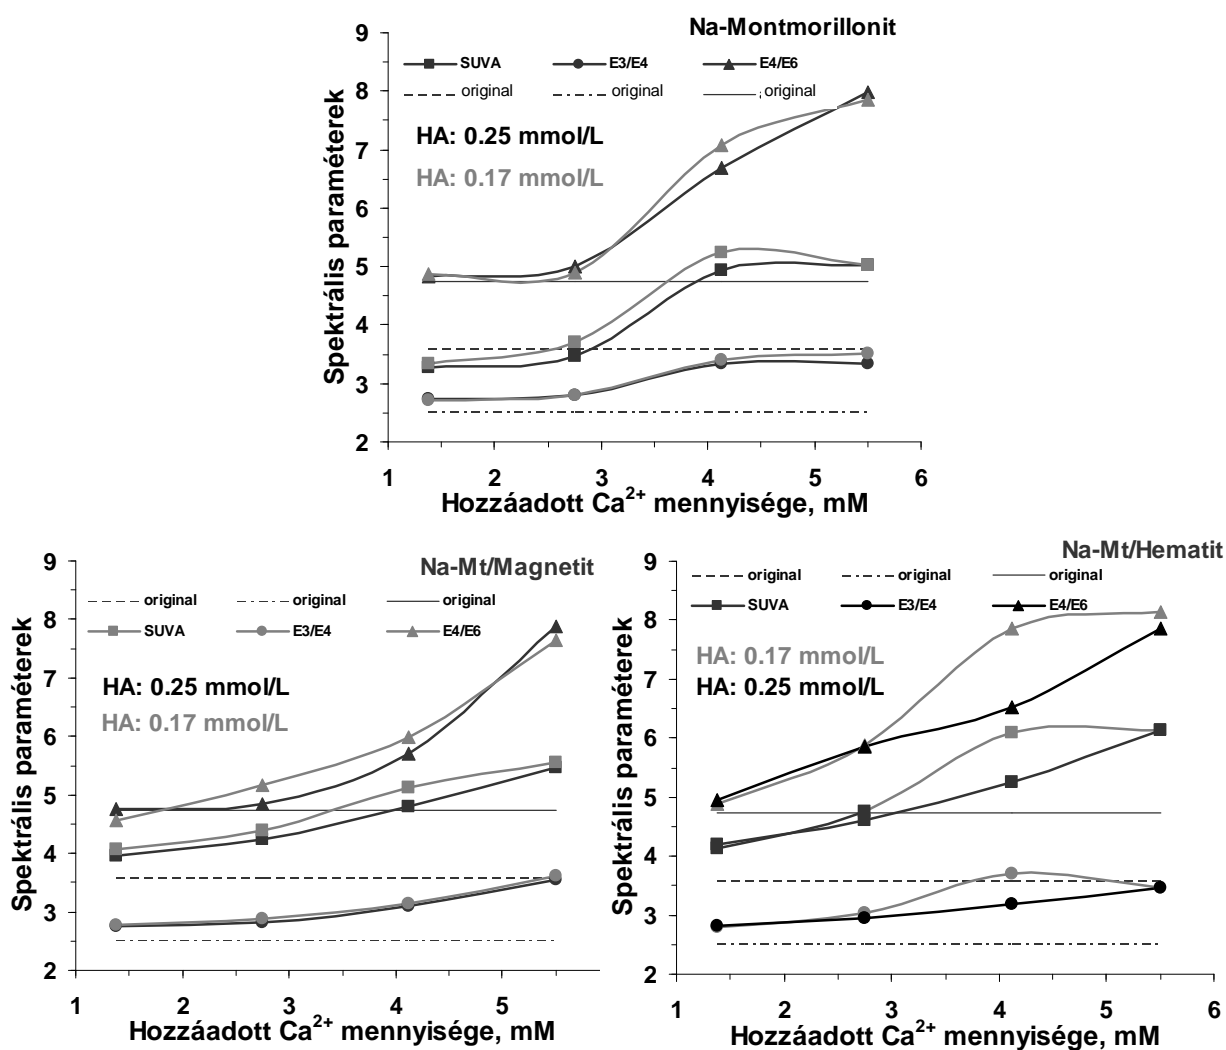 Na-Montmorillonit
SUVA E3/E4 E4/E6
original original original
HA: 0.25 mmol/L
HA: 0.17 mmol/L
Spektrális paraméterek
9
8
7
6
5
4
3
2
1 2 3 4 5 6
Hozzáadott Ca²⁺ mennyisége, mM
Na-Mt/Magnetit
original original original
SUVA E3/E4 E4/E6
HA: 0.25 mmol/L
HA: 0.17 mmol/L
Spektrális paraméterek
9
8
7
6
5
4
3
2
1 2 3 4 5
Hozzáadott Ca²⁺ mennyisége, mM
Na-Mt/Hematit
original original original
SUVA E3/E4 E4/E6
HA: 0.17 mmol/L
HA: 0.25 mmol/L
Spektrális paraméterek
9
8
7
6
5
4
3
2
1 2 3 4 5 6
Hozzáadott Ca²⁺ mennyisége, mM